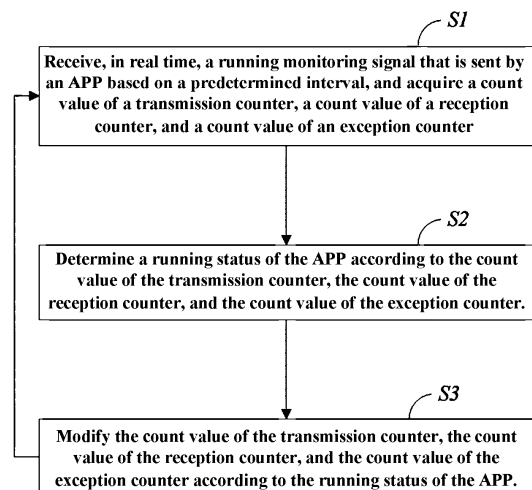 S1
Receive, in real time, a running monitoring signal that is sent by
an APP based on a predetermined interval, and acquire a count
value of a transmission counter, a count value of a reception
counter, and a count value of an exception counter
S2
Determine a running status of the APP according to the count
value of the transmission counter, the count value of the
reception counter, and the count value of the exception counter.
S3
Modify the count value of the transmission counter, the count
value of the reception counter, and the count value of the
exception counter according to the running status of the APP.